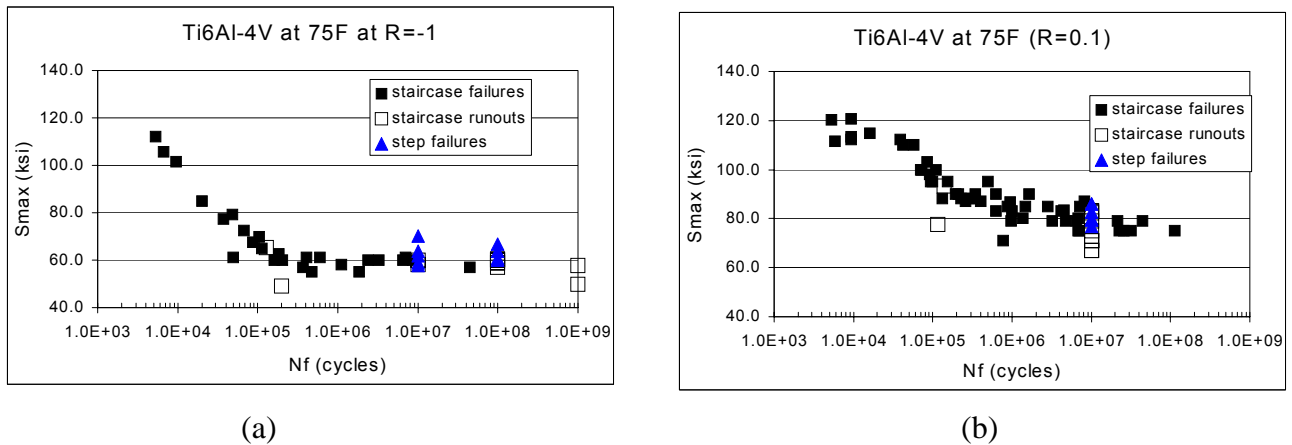 Ti6Al-4V at 75F at R=-1
140.0
120.0
100.0
80.0
60.0
40.0
Smax (ksi)
staircase failures
staircase runouts
step failures
1.0E+03 1.0E+04 1.0E+05 1.0E+06 1.0E+07 1.0E+08 1.0E+09
Nf (cycles)
(a)
Ti6Al-4V at 75F (R=0.1)
140.0
120.0
100.0
80.0
60.0
40.0
Smax (ksi)
staircase failures
staircase runouts
step failures
1.0E+03 1.0E+04 1.0E+05 1.0E+06 1.0E+07 1.0E+08 1.0E+09
Nf (cycles)
(b)